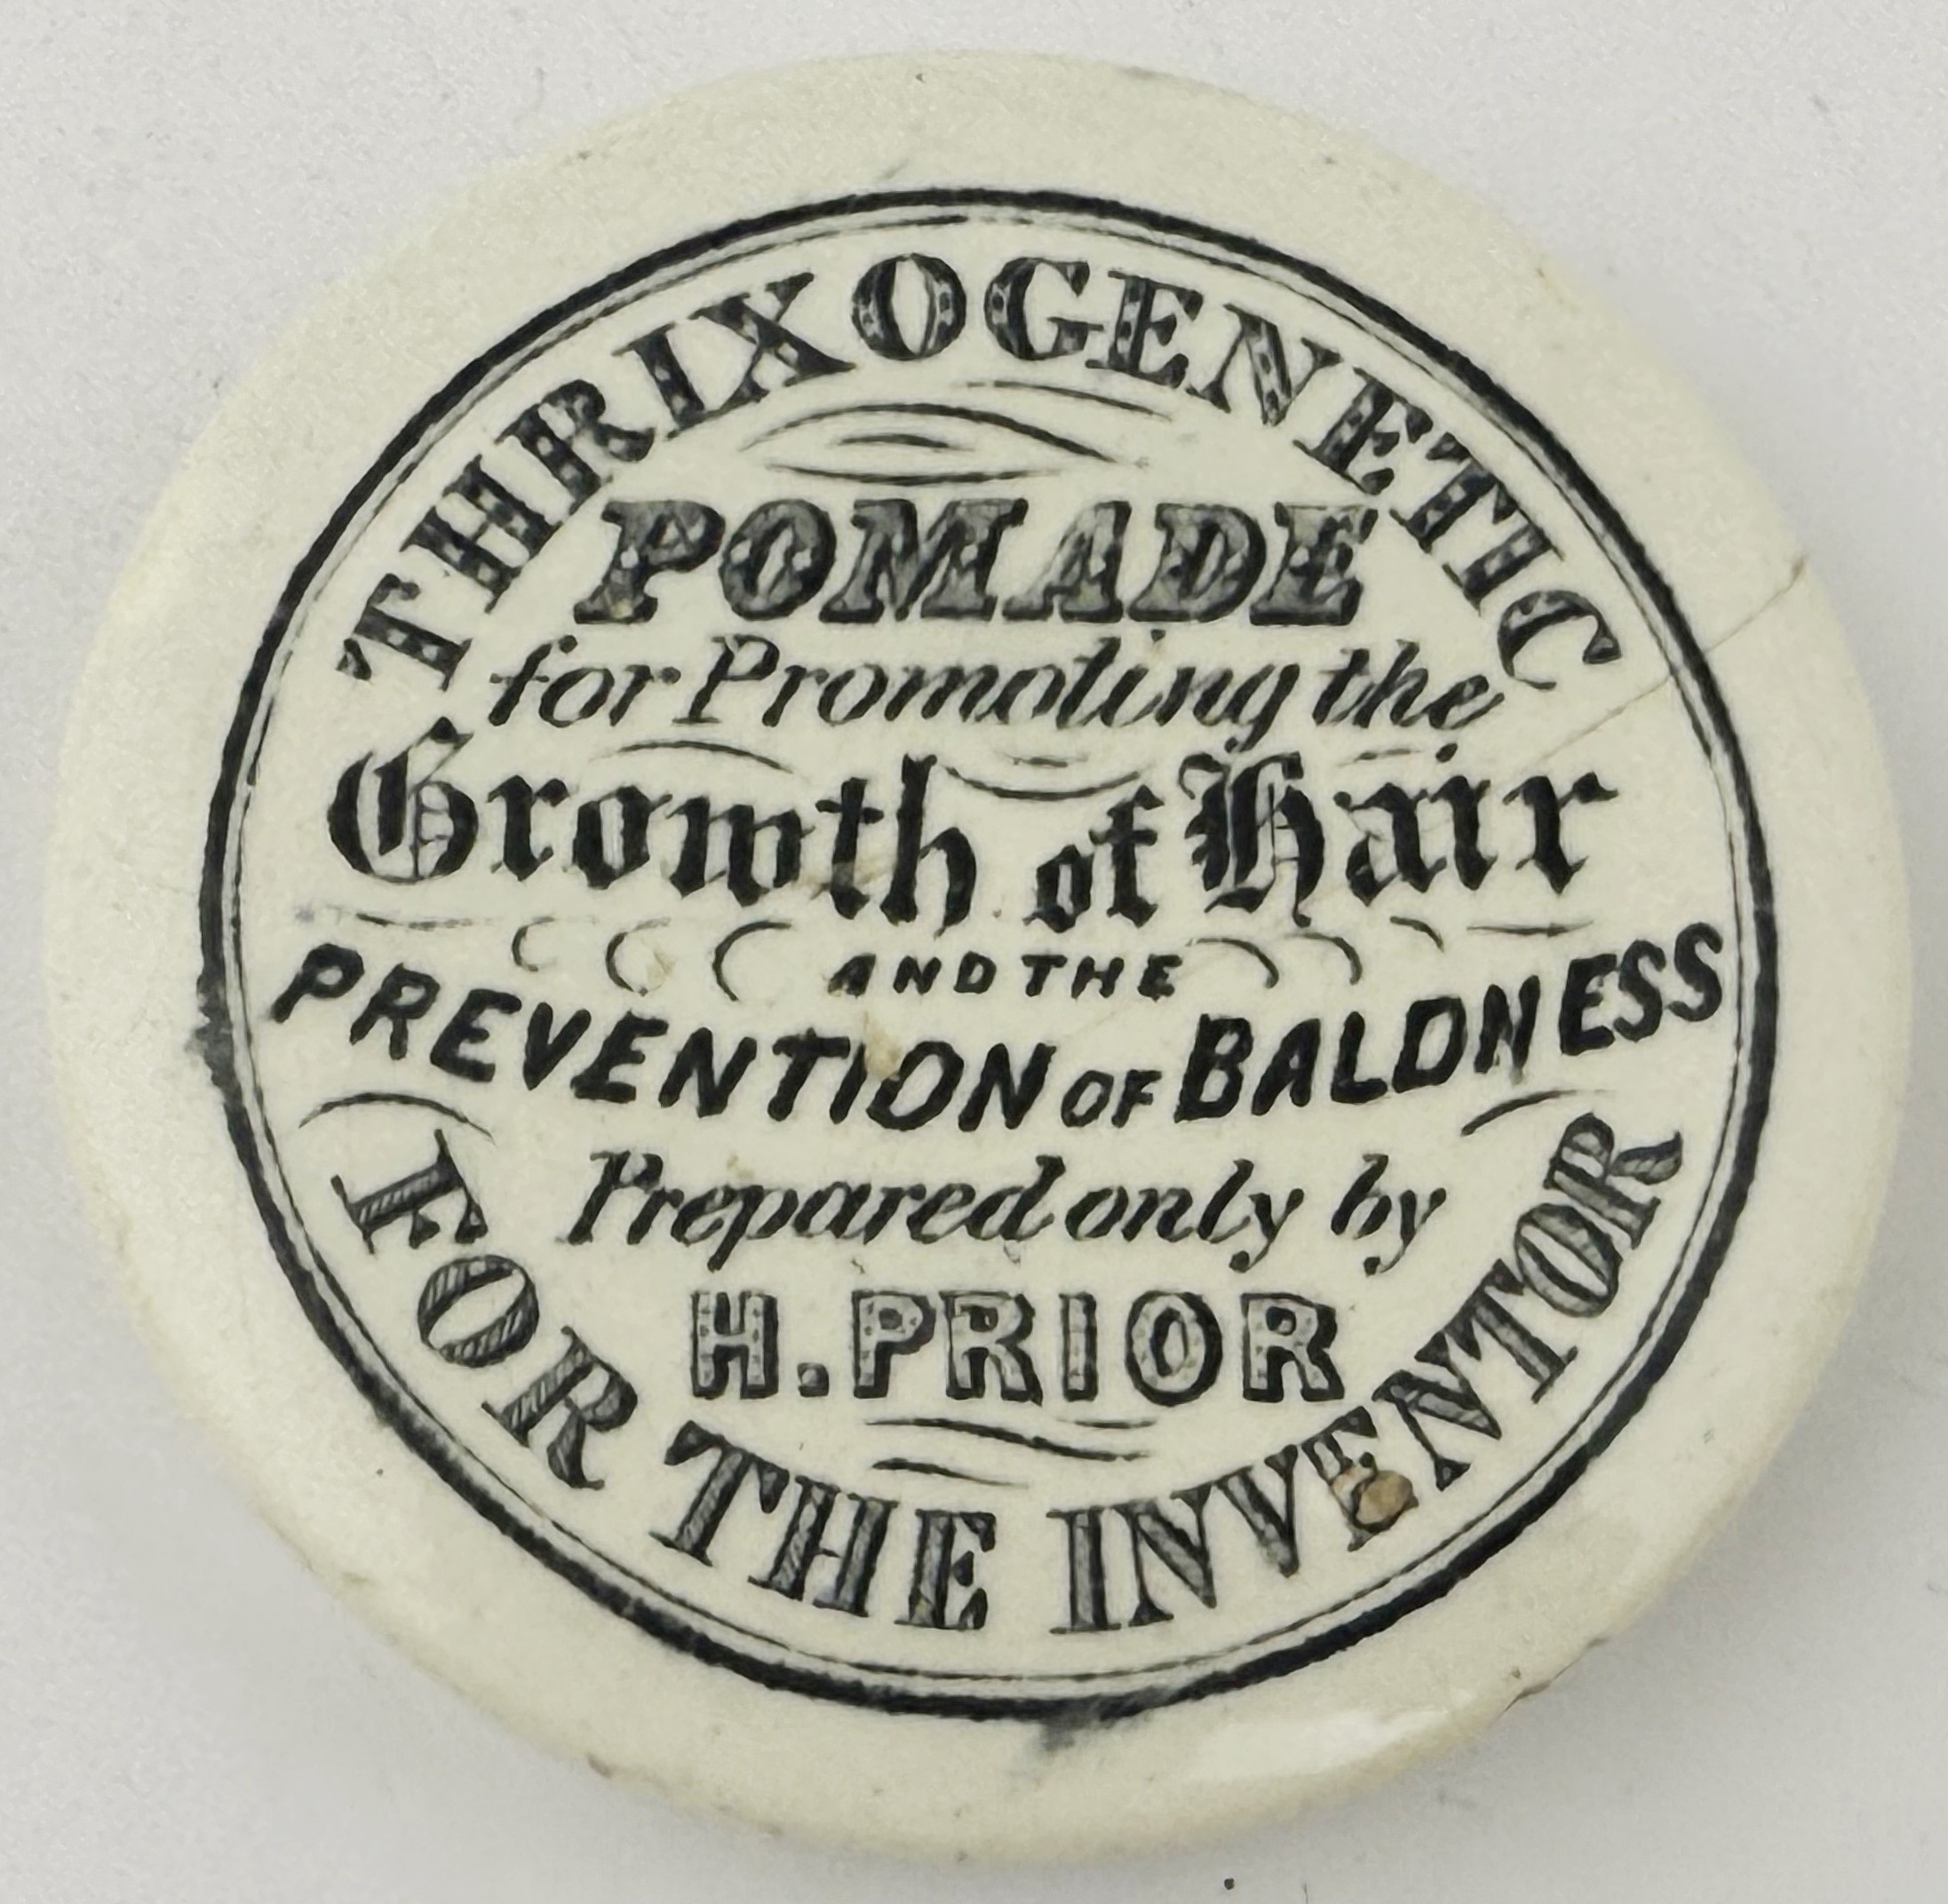 THRIXOGENETIC
POMADE
for Promoting the
Growth of Hair
AND THE
PREVENTION OF BALDNESS
Prepared only by
H. PRIOR
FOR THE INVENTOR